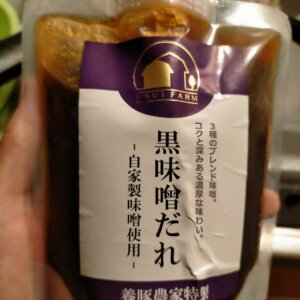 USUI FARM
3種のブレンド味噌。
コクと深みある濃厚な味わい。
黒味噌だれ
-自家製味噌使用-
養豚農家特製